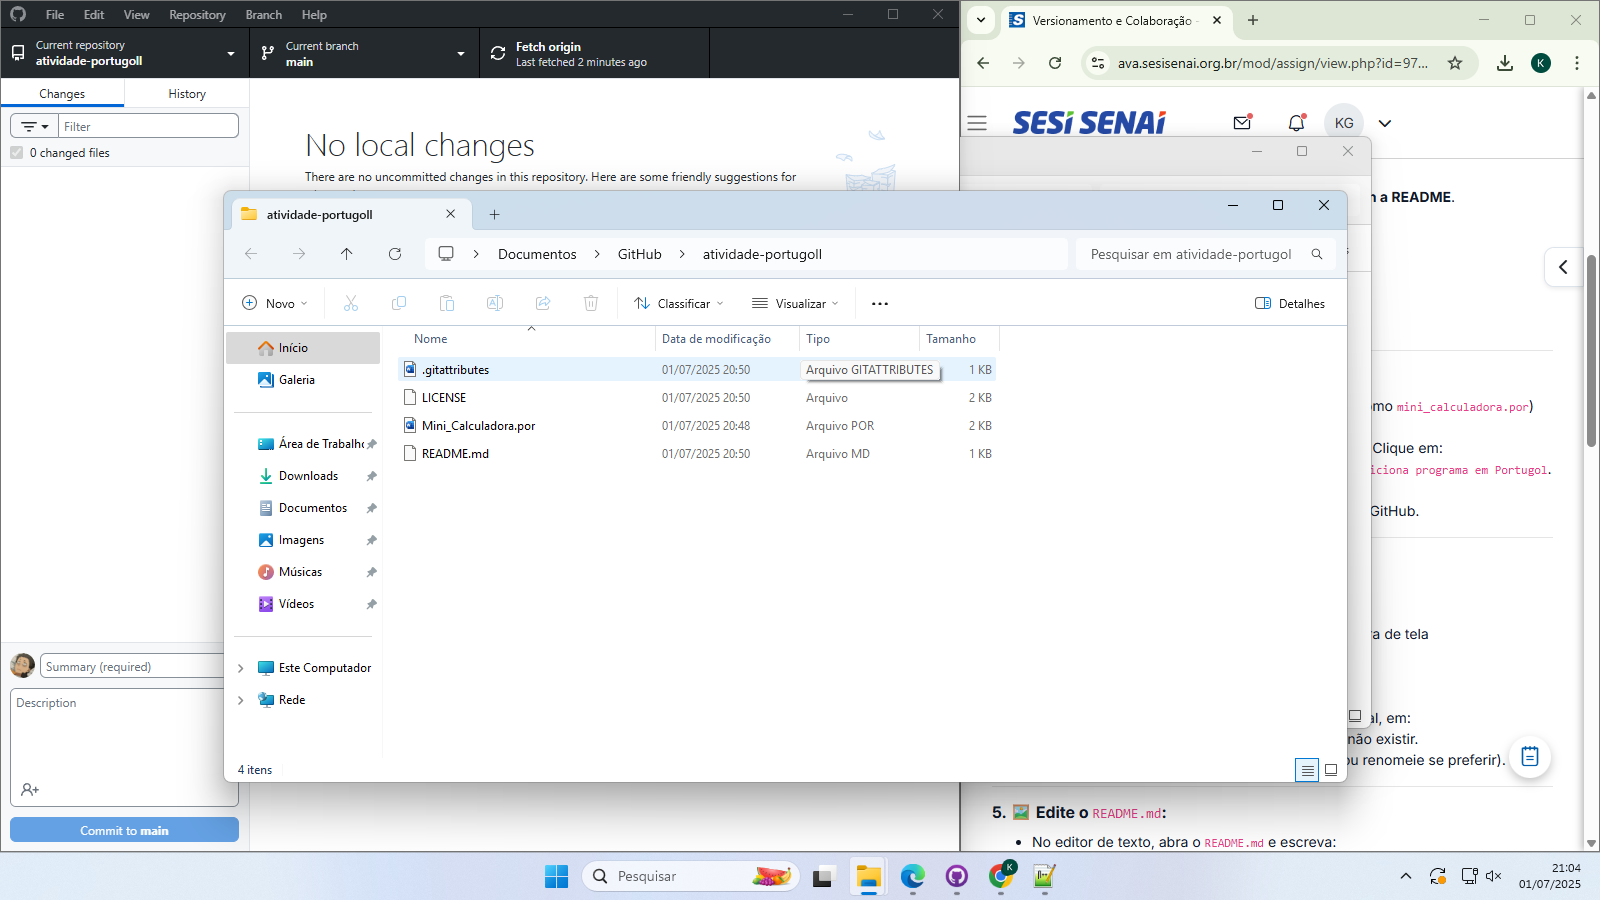 File Edit View Repository Branch Help
Current repository
atividade-portugoll
Current branch
main
Fetch origin
Last fetched 2 minutes ago
Changes
History
Filter
0 changed files
No local changes
There are no uncommitted changes in this repository. Here are some friendly suggestions for
Summary (required)
Description
Commit to main
Versionamento e Colaboração -
ava.sesisenai.org.br/mod/assign/view.php?id=97...
K
SESI SENAI
KG
a README.
omo mini_calculadora.por)
Clique em:
iciona programa em Portugol.
GitHub.
a de tela
al, em:
não existir.
ou renomeie se preferir).
5. Edite o README.md:
• No editor de texto, abra o README.md e escreva:
atividade-portugoll
Documentos
GitHub
atividade-portugoll
Pesquisar em atividade-portugol
Novo
Classificar
Visualizar
Detalhes
Início
Galeria
Área de Trabalho
Downloads
Documentos
Imagens
Músicas
Vídeos
Este Computador
Rede
Nome Data de modificação Tipo Tamanho
.gitattributes 01/07/2025 20:50 Arquivo GITATTRIBUTES 1 KB
LICENSE 01/07/2025 20:50 Arquivo 2 KB
Mini_Calculadora.por 01/07/2025 20:48 Arquivo POR 2 KB
README.md 01/07/2025 20:50 Arquivo MD 1 KB
4 itens
Pesquisar
K
21:04
01/07/2025